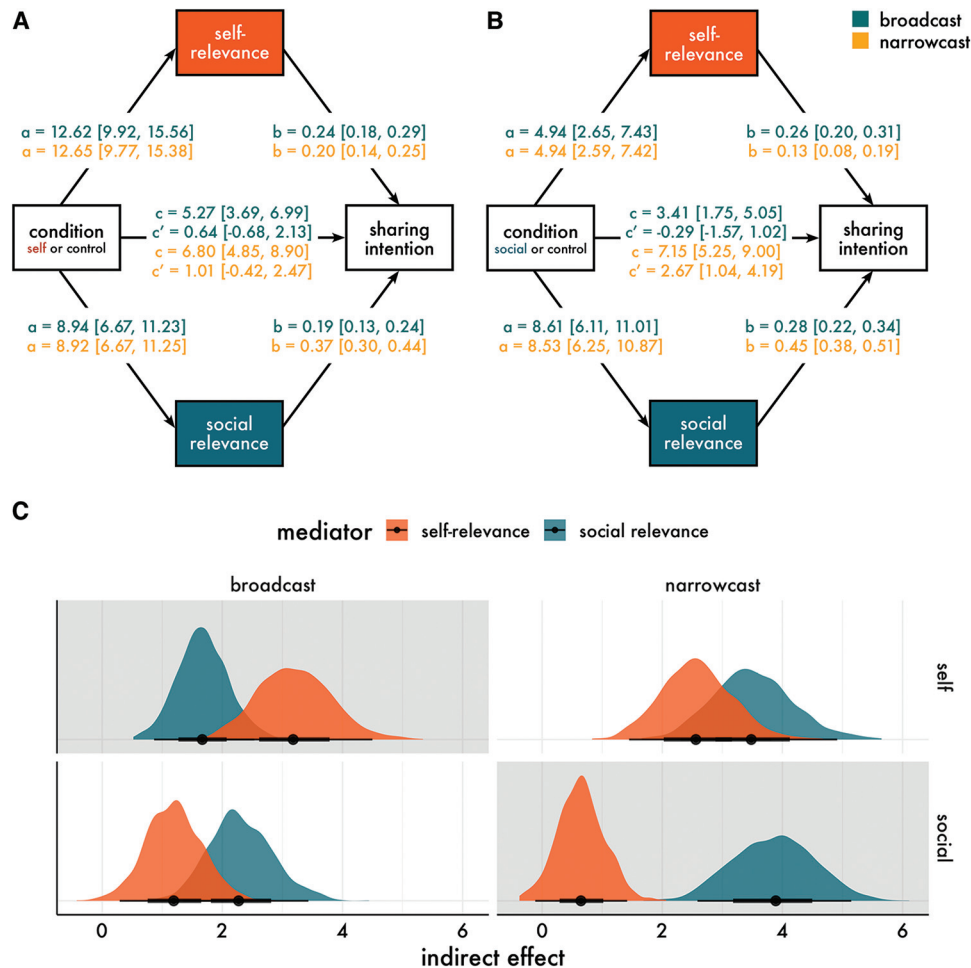 A
B
broadcast
narrowcast
self-
relevance
a = 12.62 [9.92, 15.56]
a = 12.65 [9.77, 15.38]
b = 0.24 [0.18, 0.29]
b = 0.20 [0.14, 0.25]
condition
self or control
c = 5.27 [3.69, 6.99]
c' = 0.64 [-0.68, 2.13]
c = 6.80 [4.85, 8.90]
c' = 1.01 [-0.42, 2.47]
sharing
intention
a = 8.94 [6.67, 11.23]
a = 8.92 [6.67, 11.25]
b = 0.19 [0.13, 0.24]
b = 0.37 [0.30, 0.44]
social
relevance
self-
relevance
a = 4.94 [2.65, 7.43]
a = 4.94 [2.59, 7.42]
b = 0.26 [0.20, 0.31]
b = 0.13 [0.08, 0.19]
condition
social or control
c = 3.41 [1.75, 5.05]
c' = -0.29 [-1.57, 1.02]
c = 7.15 [5.25, 9.00]
c' = 2.67 [1.04, 4.19]
sharing
intention
a = 8.61 [6.11, 11.01]
a = 8.53 [6.25, 10.87]
b = 0.28 [0.22, 0.34]
b = 0.45 [0.38, 0.51]
social
relevance
C
mediator self-relevance social relevance
broadcast narrowcast
self
social
0 2 4 6 0 2 4 6
indirect effect